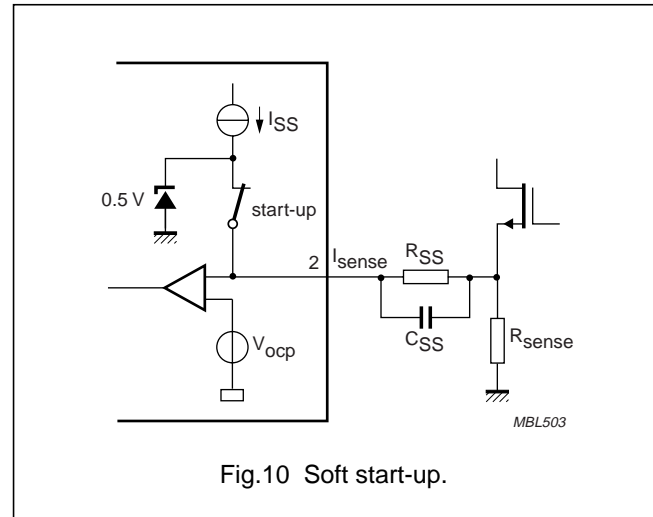 I_SS
0.5 V
start-up
2
I_sense
R_SS
C_SS
V_ocp
R_sense
MBL503
Fig.10 Soft start-up.